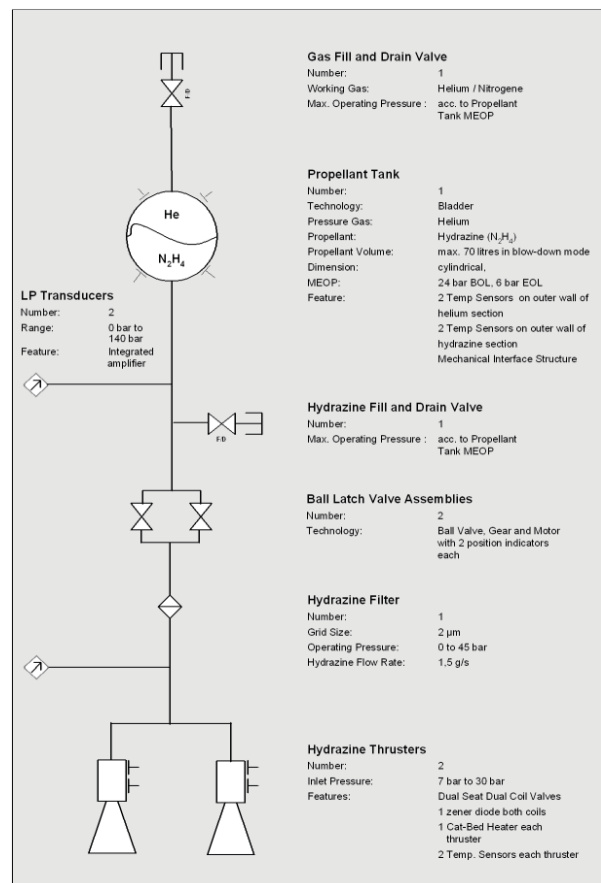 Gas Fill and Drain Valve
Number: 1
Working Gas: Helium / Nitrogene
Max. Operating Pressure : acc. to Propellant
Tank MEOP
F/D
Propellant Tank
Number: 1
Technology: Bladder
Pressure Gas: Helium
Propellant: Hydrazine (N2H4)
Propellant Volume: max. 70 litres in blow-down mode
Dimension: cylindrical,
MEOP: 24 bar BOL, 6 bar EOL
Feature: 2 Temp Sensors on outer wall of
helium section
2 Temp Sensors on outer wall of
hydrazine section
Mechanical Interface Structure
He
N2H4
LP Transducers
Number: 2
Range: 0 bar to
140 bar
Feature: Integrated
amplifier
Hydrazine Fill and Drain Valve
Number: 1
Max. Operating Pressure : acc. to Propellant
Tank MEOP
F/D
Ball Latch Valve Assemblies
Number: 2
Technology: Ball Valve, Gear and Motor
with 2 position indicators
each
Hydrazine Filter
Number: 1
Grid Size: 2 µm
Operating Pressure: 0 to 45 bar
Hydrazine Flow Rate: 1,5 g/s
Hydrazine Thrusters
Number: 2
Inlet Pressure: 7 bar to 30 bar
Features: Dual Seat Dual Coil Valves
1 zener diode both coils
1 Cat-Bed Heater each
thruster
2 Temp. Sensors each thruster